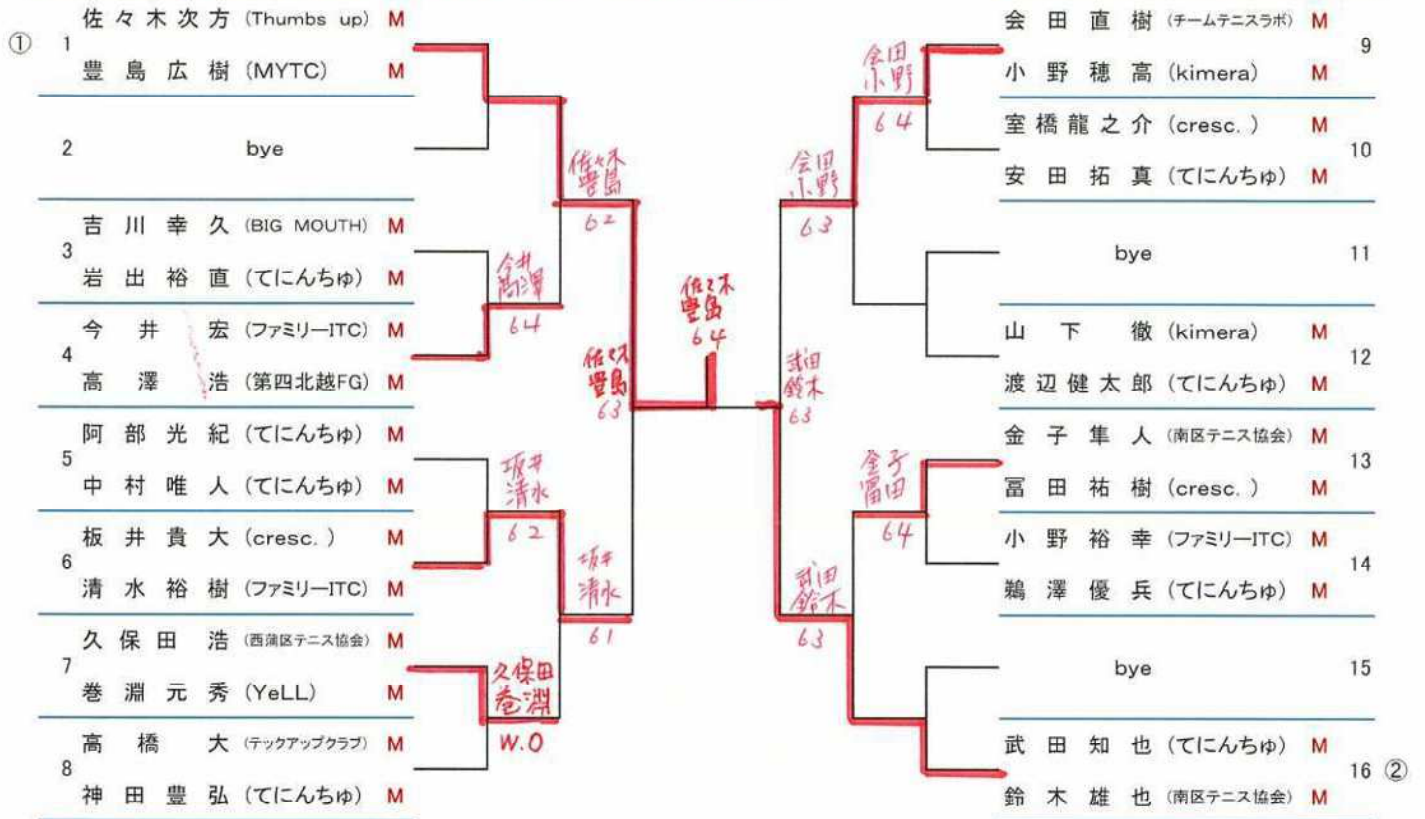 ① 1 佐々木次方 (Thumbs up) M
豊島広樹 (MYTC) M
2 bye
3 吉川幸久 (BIG MOUTH) M
岩出裕直 (てにんちゅ) M
4 今井宏 (ファミリーITC) M
高澤浩 (第四北越FG) M
5 阿部光紀 (てにんちゅ) M
中村唯人 (てにんちゅ) M
6 板井貴大 (cresc.) M
清水裕樹 (ファミリーITC) M
7 久保田浩 (西蒲区テニス協会) M
巻淵元秀 (YeLL) M
8 高橋大 (テックアップクラブ) M
神田豊弘 (てにんちゅ) M
今井
髙澤
64
坂井
清水
62
久保田
巻淵
W.O
佐々木
豊島
62
坂井
清水
61
佐々木
豊島
63
佐々木
豊島
64
武田
鈴木
63
会田
小野
63
武田
鈴木
63
会田
小野
64
金子
冨田
64
会田直樹 (チームテニスラボ) M 9
小野穂高 (kimera) M
室橋龍之介 (cresc.) M 10
安田拓真 (てにんちゅ) M
bye 11
山下徹 (kimera) M 12
渡辺健太郎 (てにんちゅ) M
金子隼人 (南区テニス協会) M 13
冨田祐樹 (cresc.) M
小野裕幸 (ファミリーITC) M 14
鵜澤優兵 (てにんちゅ) M
bye 15
武田知也 (てにんちゅ) M 16 ②
鈴木雄也 (南区テニス協会) M